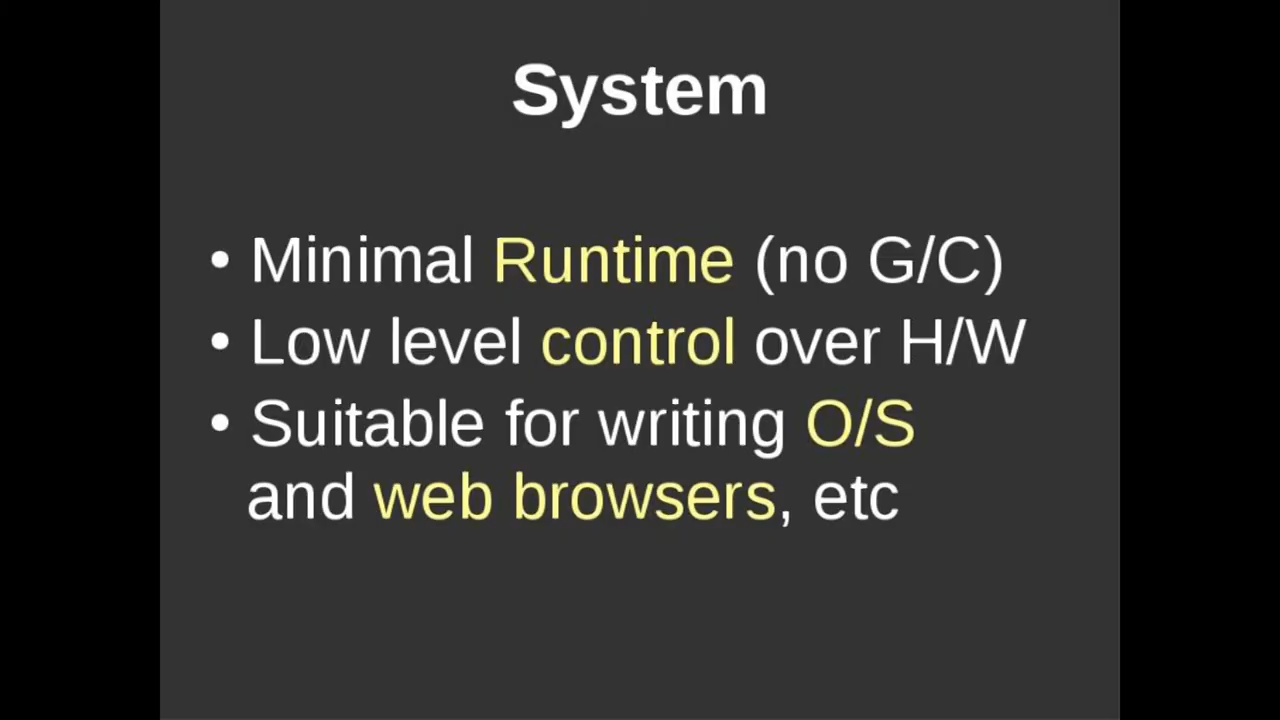 System
• Minimal Runtime (no G/C)
• Low level control over H/W
• Suitable for writing O/S
and web browsers, etc